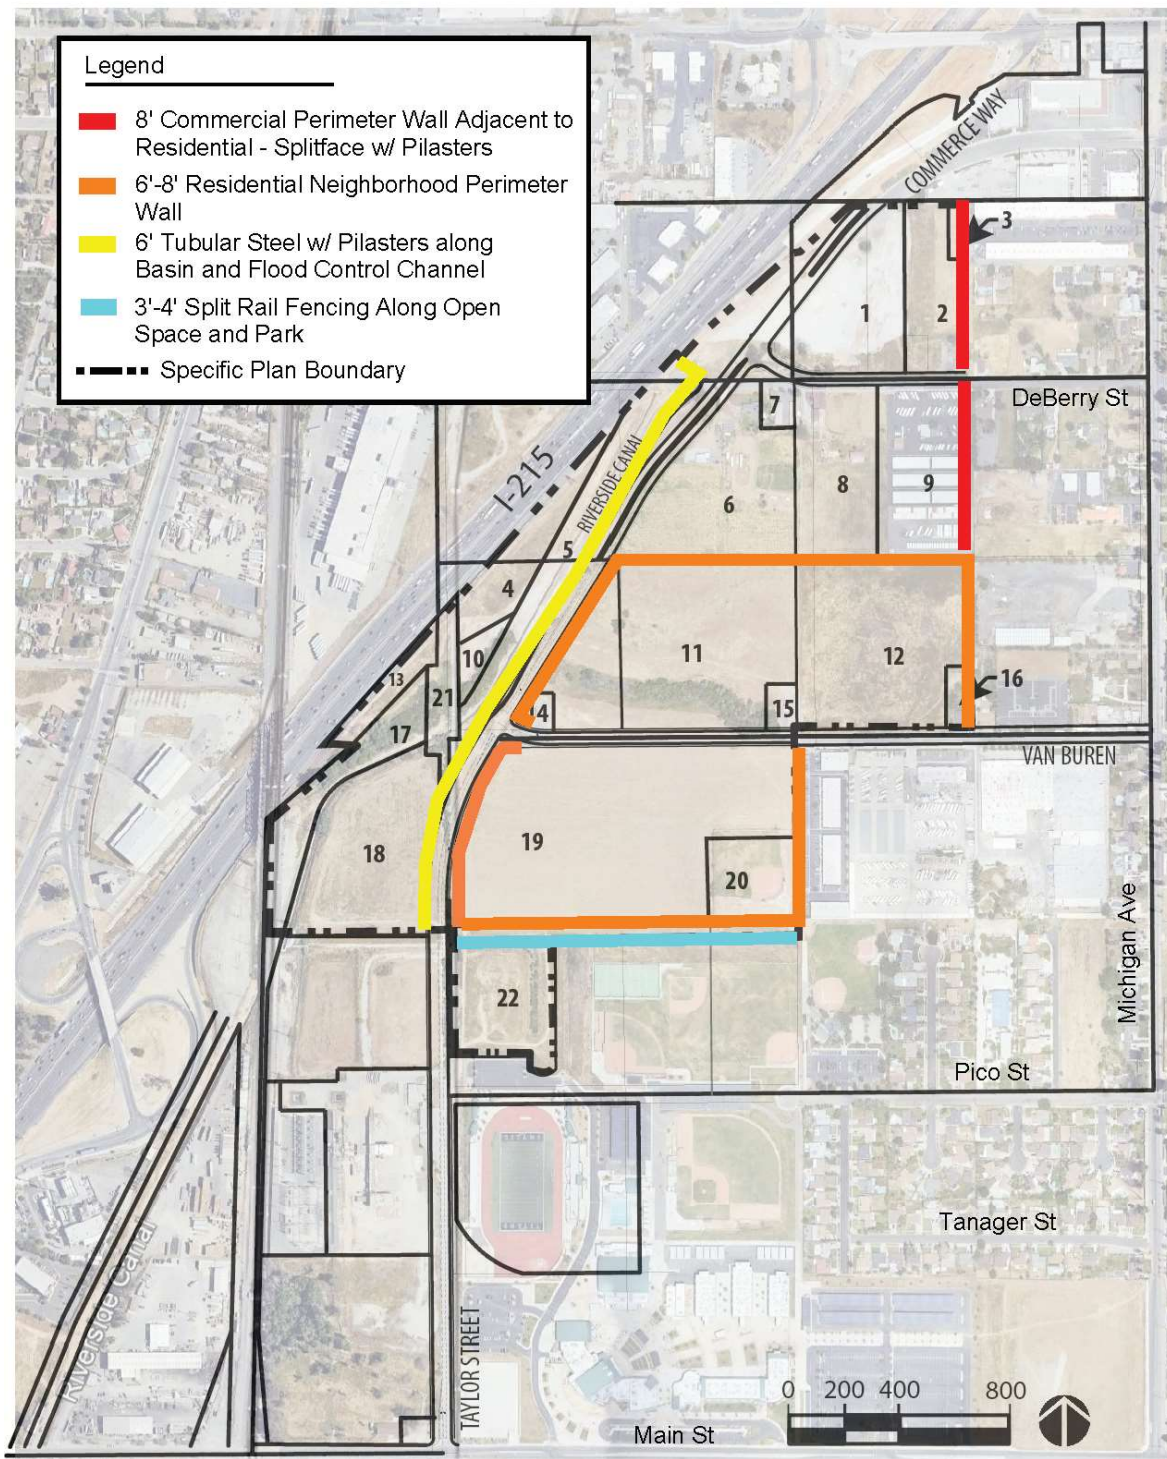 Legend
8' Commercial Perimeter Wall Adjacent to
Residential - Splitface w/ Pilasters
6'-8' Residential Neighborhood Perimeter
Wall
6' Tubular Steel w/ Pilasters along
Basin and Flood Control Channel
3'-4' Split Rail Fencing Along Open
Space and Park
Specific Plan Boundary
COMMERCE WAY
3
1
2
DeBerry St
7
I-215
RIVERSIDE CANAL
6
8
9
5
4
10
11
12
13
21
16
14
15
17
VAN BUREN
18
19
20
Michigan Ave
22
Pico St
Tanager St
Riverside Canal
TAYLOR STREET
0 200 400 800
Main St